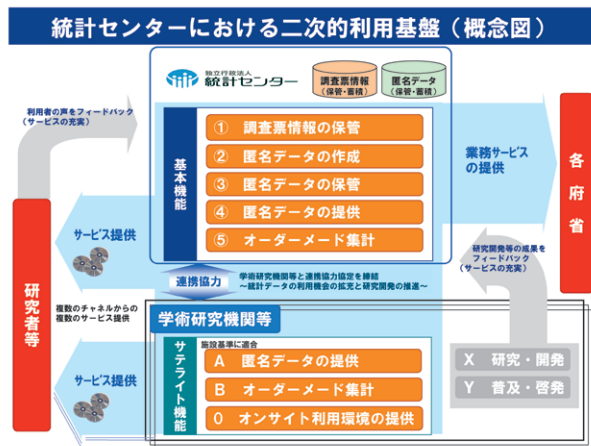 統計センターにおける二次的利用基盤（概念図）
独立行政法人
統計センター
調査票情報
（保管・蓄積）
匿名データ
（保管・蓄積）
利用者の声をフィードバック
（サービスの充実）
基本機能
① 調査票情報の保管
② 匿名データの作成
③ 匿名データの保管
④ 匿名データの提供
⑤ オーダーメード集計
業務サービス
の提供
各府省
サービス提供
研究開発等の成果を
フィードバック
（サービスの充実）
連携協力
学術研究機関等と連携協力協定を締結
～統計データの利用機会の拡充と研究開発の推進～
研究者等
複数のチャネルからの
複数のサービス提供
学術研究機関等
サテライト機能
施設基準に適合
A 匿名データの提供
B オーダーメード集計
O オンサイト利用環境の提供
X 研究・開発
Y 普及・啓発
サービス提供